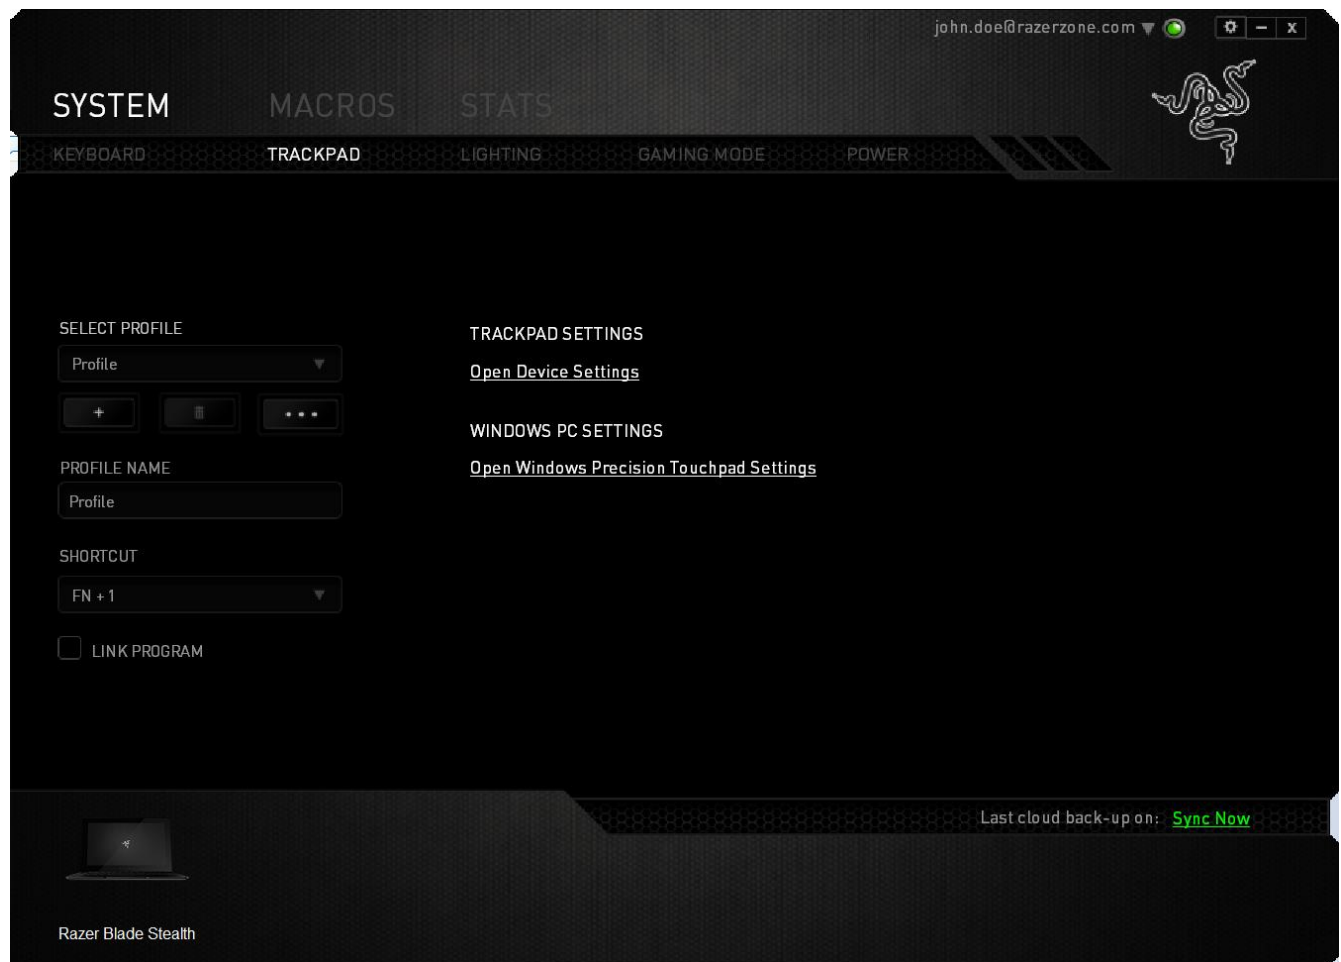 john.doe@razerzone.com
SYSTEM MACROS STATS
KEYBOARD TRACKPAD LIGHTING GAMING MODE POWER
SELECT PROFILE
Profile
PROFILE NAME
Profile
SHORTCUT
FN + 1
LINK PROGRAM
TRACKPAD SETTINGS
Open Device Settings
WINDOWS PC SETTINGS
Open Windows Precision Touchpad Settings
Last cloud back-up on: Sync Now
Razer Blade Stealth